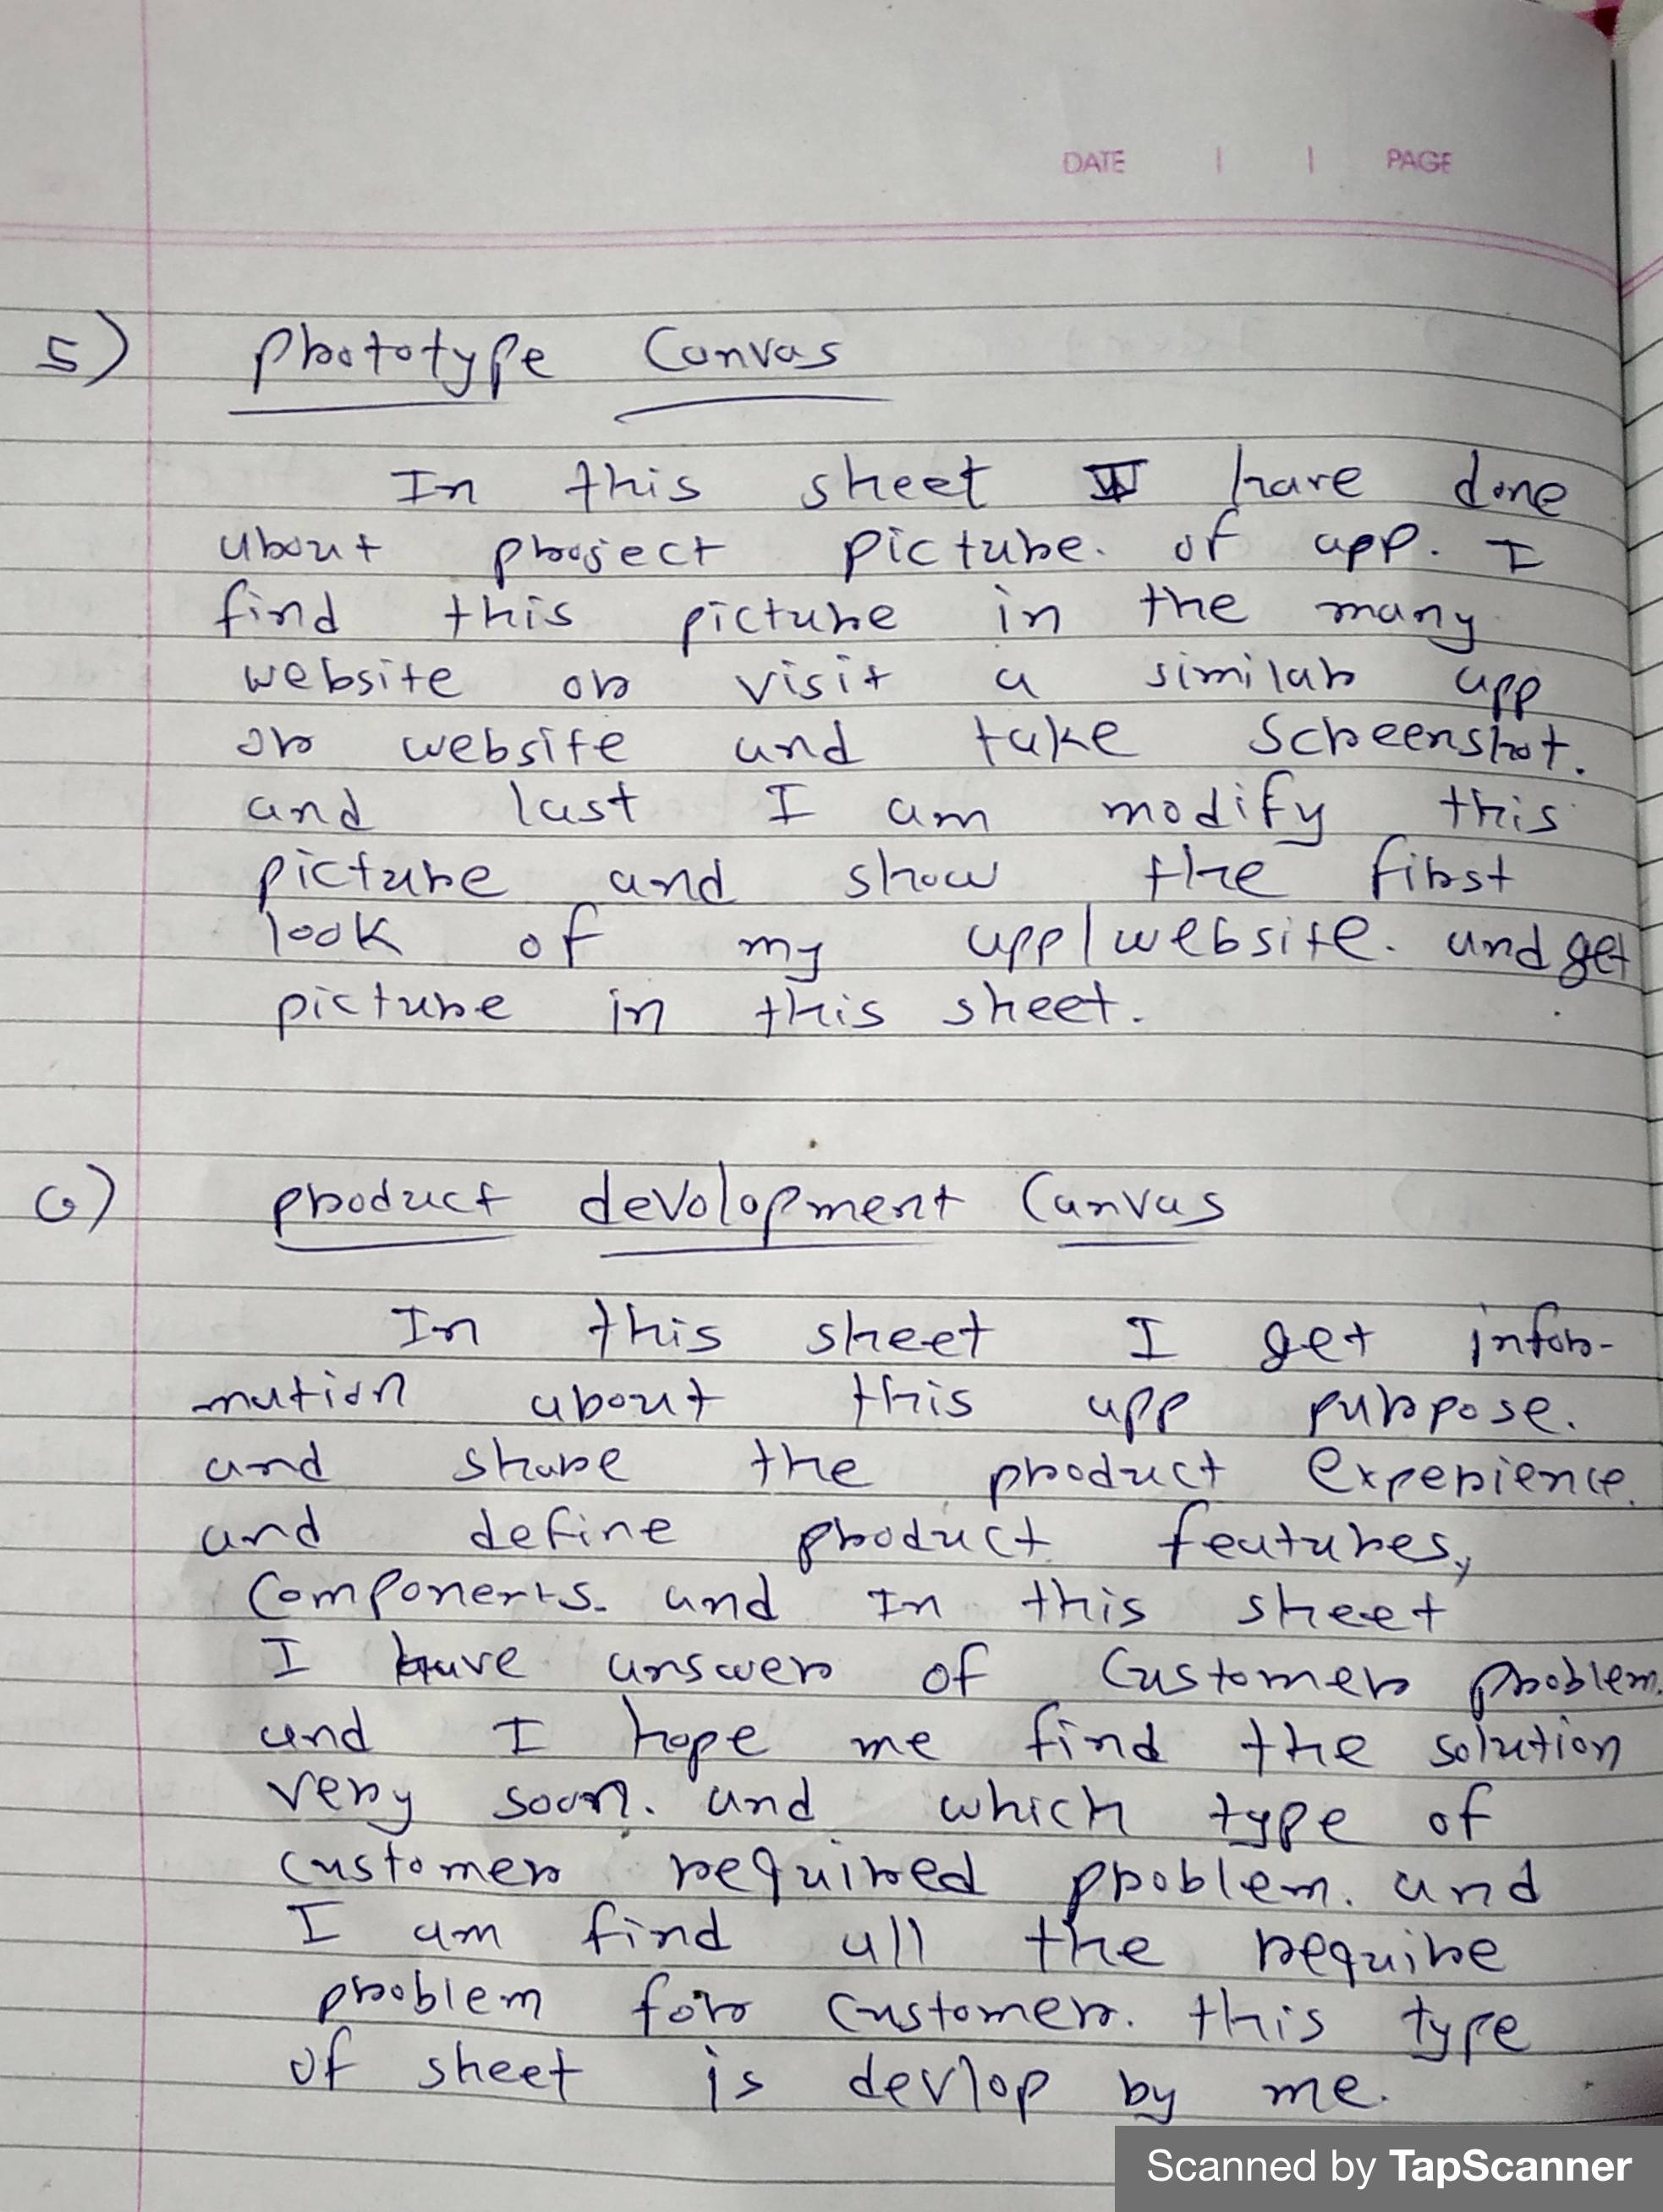 DATE | | PAGE
5) prototype Canvas
In this sheet I have done
about project picture. of app. I
find this picture in the many
website or visit a similar app
or website and take screenshot.
and last I am modify this
picture and show the first
look of my app/website. and get
picture in this sheet.
6) product devolopment Canvas
In this sheet I get infor-
mation about this app purpose.
and share the product experience.
and define product features,
components. and In this sheet
I have answer of customer problem.
and I hope me find the solution
very soon. and which type of
customer required problem. and
I am find all the require
problem for customer. this type
of sheet is devlop by me.
Scanned by TapScanner